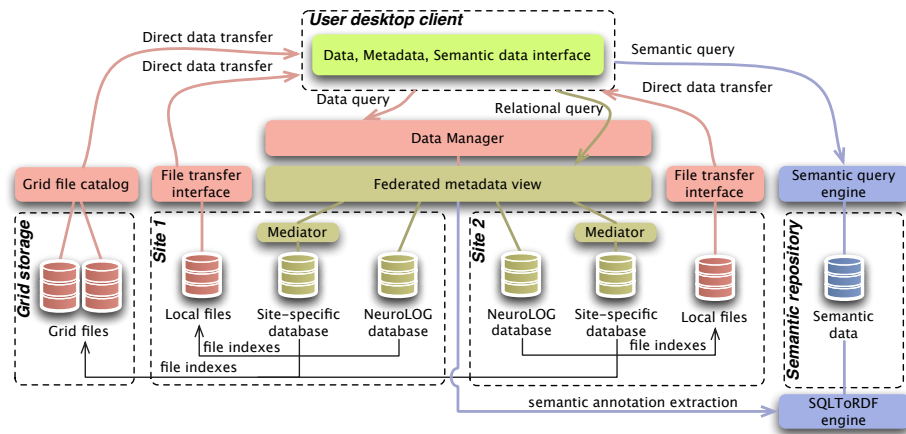 User desktop client
Direct data transfer
Data, Metadata, Semantic data interface
Semantic query
Direct data transfer
Data query
Relational query
Direct data transfer
Data Manager
Grid file catalog
File transfer
interface
Federated metadata view
File transfer
interface
Semantic query
engine
Grid storage
Site 1
Mediator
Site 2
Mediator
Semantic repository
Grid files
Local files
Site-specific
database
NeuroLOG
database
NeuroLOG
database
Site-specific
database
Local files
Semantic
data
file indexes
file indexes
file indexes
semantic annotation extraction
SQLToRDF
engine